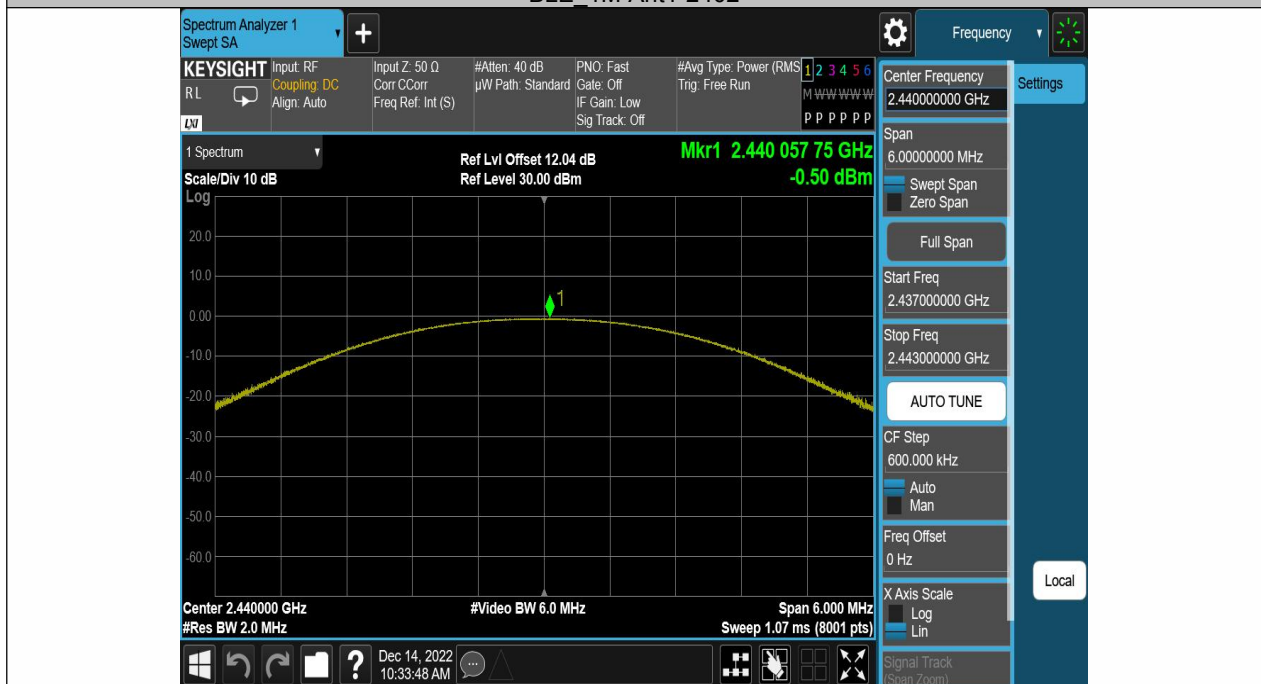 Spectrum Analyzer 1
Swept SA
+
Frequency
KEYSIGHT
RL
LXI
Input: RF
Coupling: DC
Align: Auto
Input Z: 50 Ω
Corr CCorr
Freq Ref: Int (S)
#Atten: 40 dB
µW Path: Standard
PNO: Fast
Gate: Off
IF Gain: Low
Sig Track: Off
#Avg Type: Power (RMS
Trig: Free Run
1 2 3 4 5 6
M W W W W W
P P P P P P
1 Spectrum
Scale/Div 10 dB
Log
Ref Lvl Offset 12.04 dB
Ref Level 30.00 dBm
Mkr1 2.440 057 75 GHz
-0.50 dBm
20.0
10.0
0.00
-10.0
-20.0
-30.0
-40.0
-50.0
-60.0
1
Center 2.440000 GHz
#Res BW 2.0 MHz
#Video BW 6.0 MHz
Span 6.000 MHz
Sweep 1.07 ms (8001 pts)
?
Dec 14, 2022
10:33:48 AM
Center Frequency
2.440000000 GHz
Settings
Span
6.00000000 MHz
Swept Span
Zero Span
Full Span
Start Freq
2.437000000 GHz
Stop Freq
2.443000000 GHz
AUTO TUNE
CF Step
600.000 kHz
Auto
Man
Freq Offset
0 Hz
X Axis Scale
Log
Lin
Local
Signal Track
(Span Zoom)